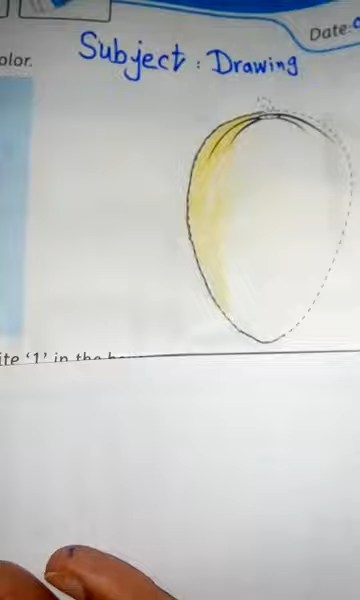 Date:
olor.
Subject : Drawing
ite '1' in the